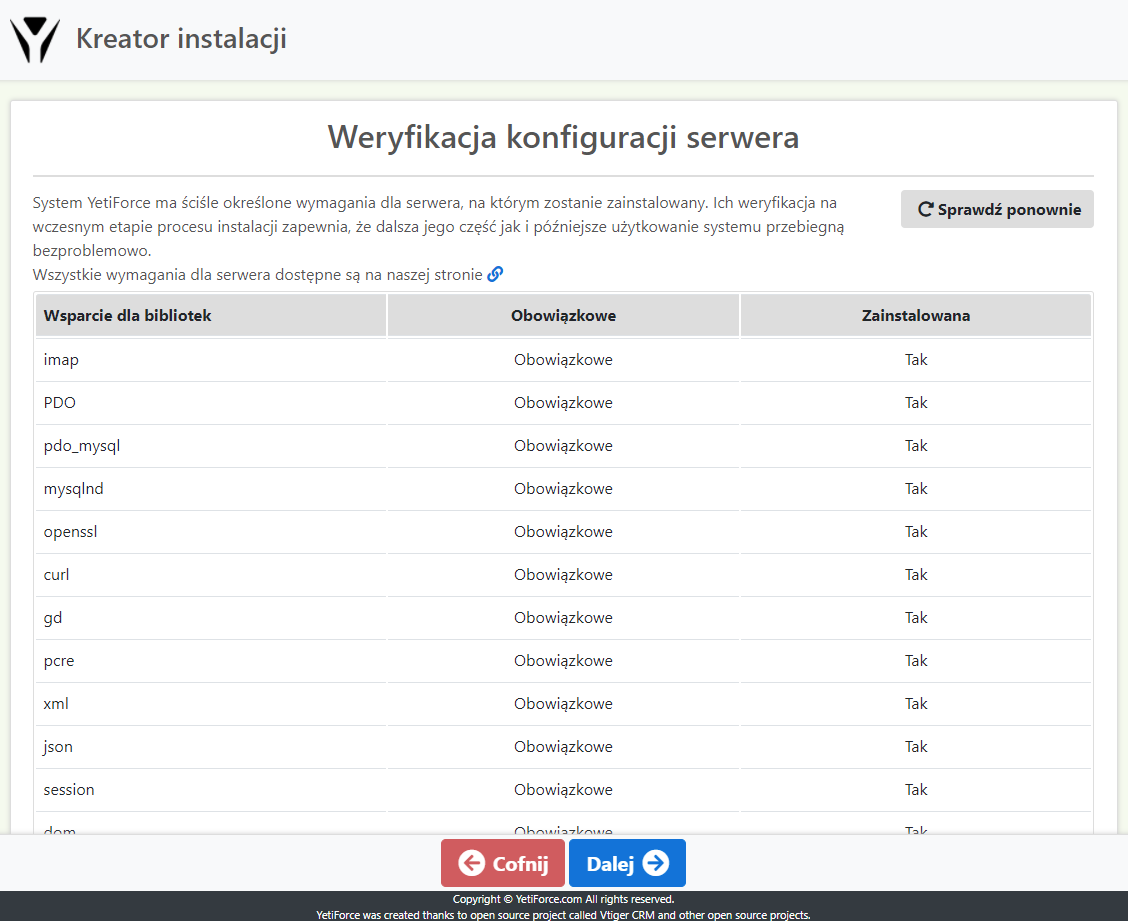 Kreator instalacji
Weryfikacja konfiguracji serwera
System YetiForce ma ściśle określone wymagania dla serwera, na którym zostanie zainstalowany. Ich weryfikacja na
wczesnym etapie procesu instalacji zapewnia, że dalsza jego część jak i późniejsze użytkowanie systemu przebiegną
bezproblemowo.
Wszystkie wymagania dla serwera dostępne są na naszej stronie
Sprawdź ponownie
Wsparcie dla bibliotek Obowiązkowe Zainstalowana
imap Obowiązkowe Tak
PDO Obowiązkowe Tak
pdo_mysql Obowiązkowe Tak
mysqlnd Obowiązkowe Tak
openssl Obowiązkowe Tak
curl Obowiązkowe Tak
gd Obowiązkowe Tak
pcre Obowiązkowe Tak
xml Obowiązkowe Tak
json Obowiązkowe Tak
session Obowiązkowe Tak
dom Obowiązkowe Tak
Cofnij Dalej
Copyright © YetiForce.com All rights reserved.
YetiForce was created thanks to open source project called Vtiger CRM and other open source projects.